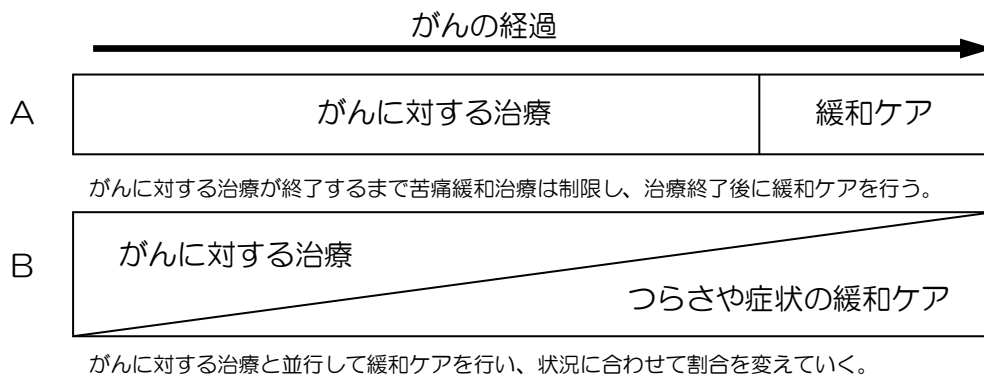 がんの経過
A
がんに対する治療
緩和ケア
がんに対する治療が終了するまで苦痛緩和治療は制限し、治療終了後に緩和ケアを行う。
B
がんに対する治療
つらさや症状の緩和ケア
がんに対する治療と並行して緩和ケアを行い、状況に合わせて割合を変えていく。